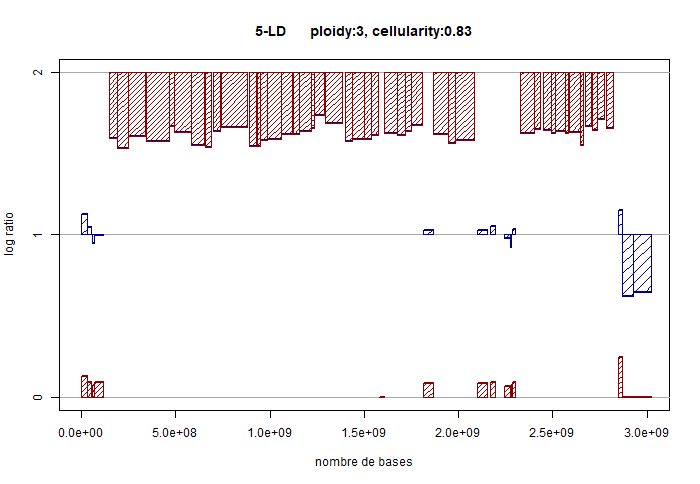 5-LD ploidy:3, cellularity:0.83
2
1
0
log ratio
0.0e+00 5.0e+08 1.0e+09 1.5e+09 2.0e+09 2.5e+09 3.0e+09
nombre de bases